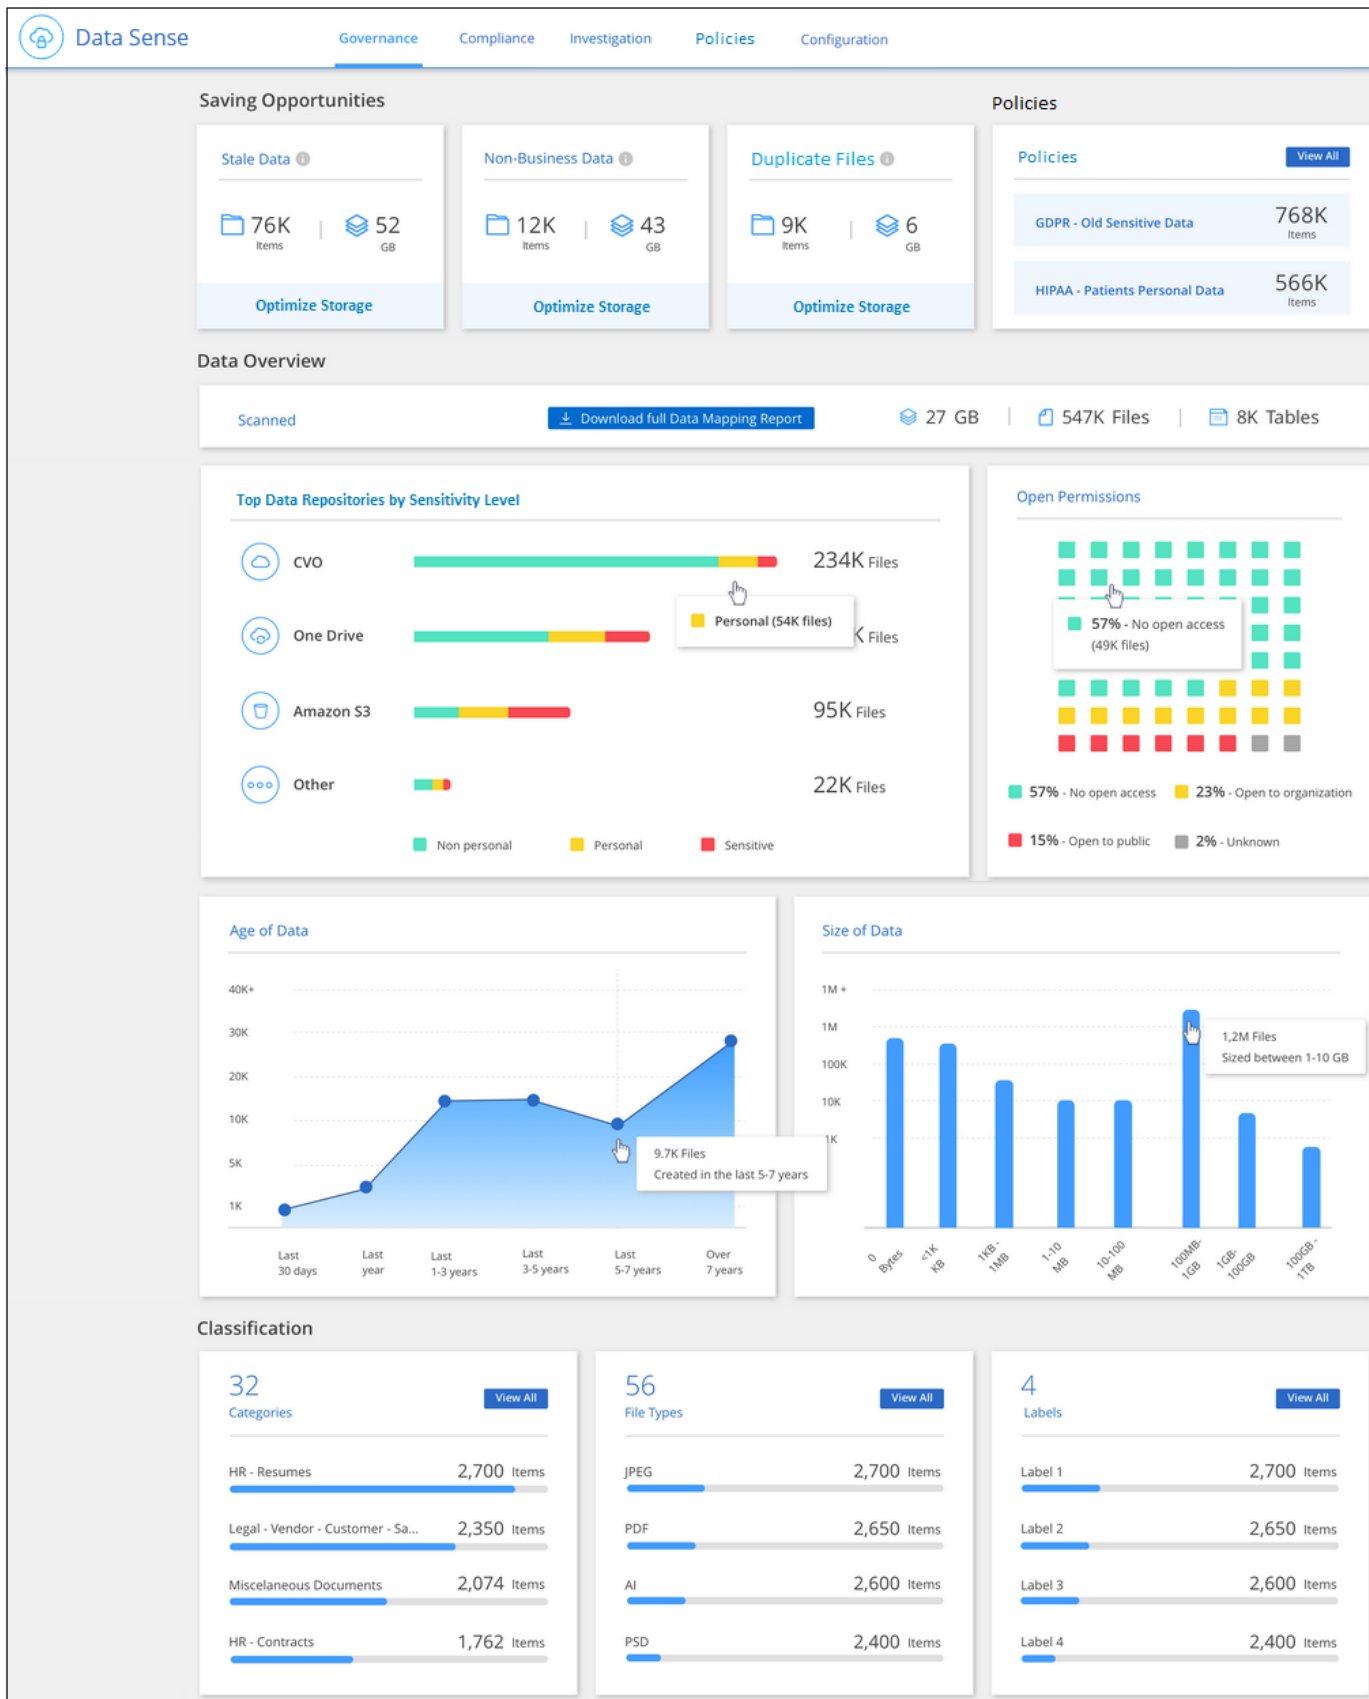 Data Sense
Governance Compliance Investigation Policies Configuration
Saving Opportunities
Policies
Stale Data
76K Items | 52 GB
Optimize Storage
Non-Business Data
12K Items | 43 GB
Optimize Storage
Duplicate Files
9K Items | 6 GB
Optimize Storage
Policies View All
GDPR - Old Sensitive Data 768K Items
HIPAA - Patients Personal Data 566K Items
Data Overview
Scanned Download full Data Mapping Report 27 GB | 547K Files | 8K Tables
Top Data Repositories by Sensitivity Level
CVO 234K Files
Personal (54K files)
One Drive K Files
Amazon S3 95K Files
Other 22K Files
Non personal Personal Sensitive
Open Permissions
57% - No open access
(49K files)
57% - No open access 23% - Open to organization
15% - Open to public 2% - Unknown
Age of Data
40K+
30K
20K
10K
5K
1K
9.7K Files
Created in the last 5-7 years
Last 30 days
Last year
Last 1-3 years
Last 3-5 years
Last 5-7 years
Over 7 years
Size of Data
1M +
1M
100K
10K
1K
1,2M Files
Sized between 1-10 GB
0 Bytes
<1K KB
1KB - 1MB
1-10 MB
10-100 MB
100MB- 1GB
1GB- 100GB
100GB - 1TB
Classification
32
Categories View All
HR - Resumes 2,700 Items
Legal - Vendor - Customer - Sa... 2,350 Items
Miscelaneous Documents 2,074 Items
HR - Contracts 1,762 Items
56
File Types View All
JPEG 2,700 Items
PDF 2,650 Items
AI 2,600 Items
PSD 2,400 Items
4
Labels View All
Label 1 2,700 Items
Label 2 2,650 Items
Label 3 2,600 Items
Label 4 2,400 Items